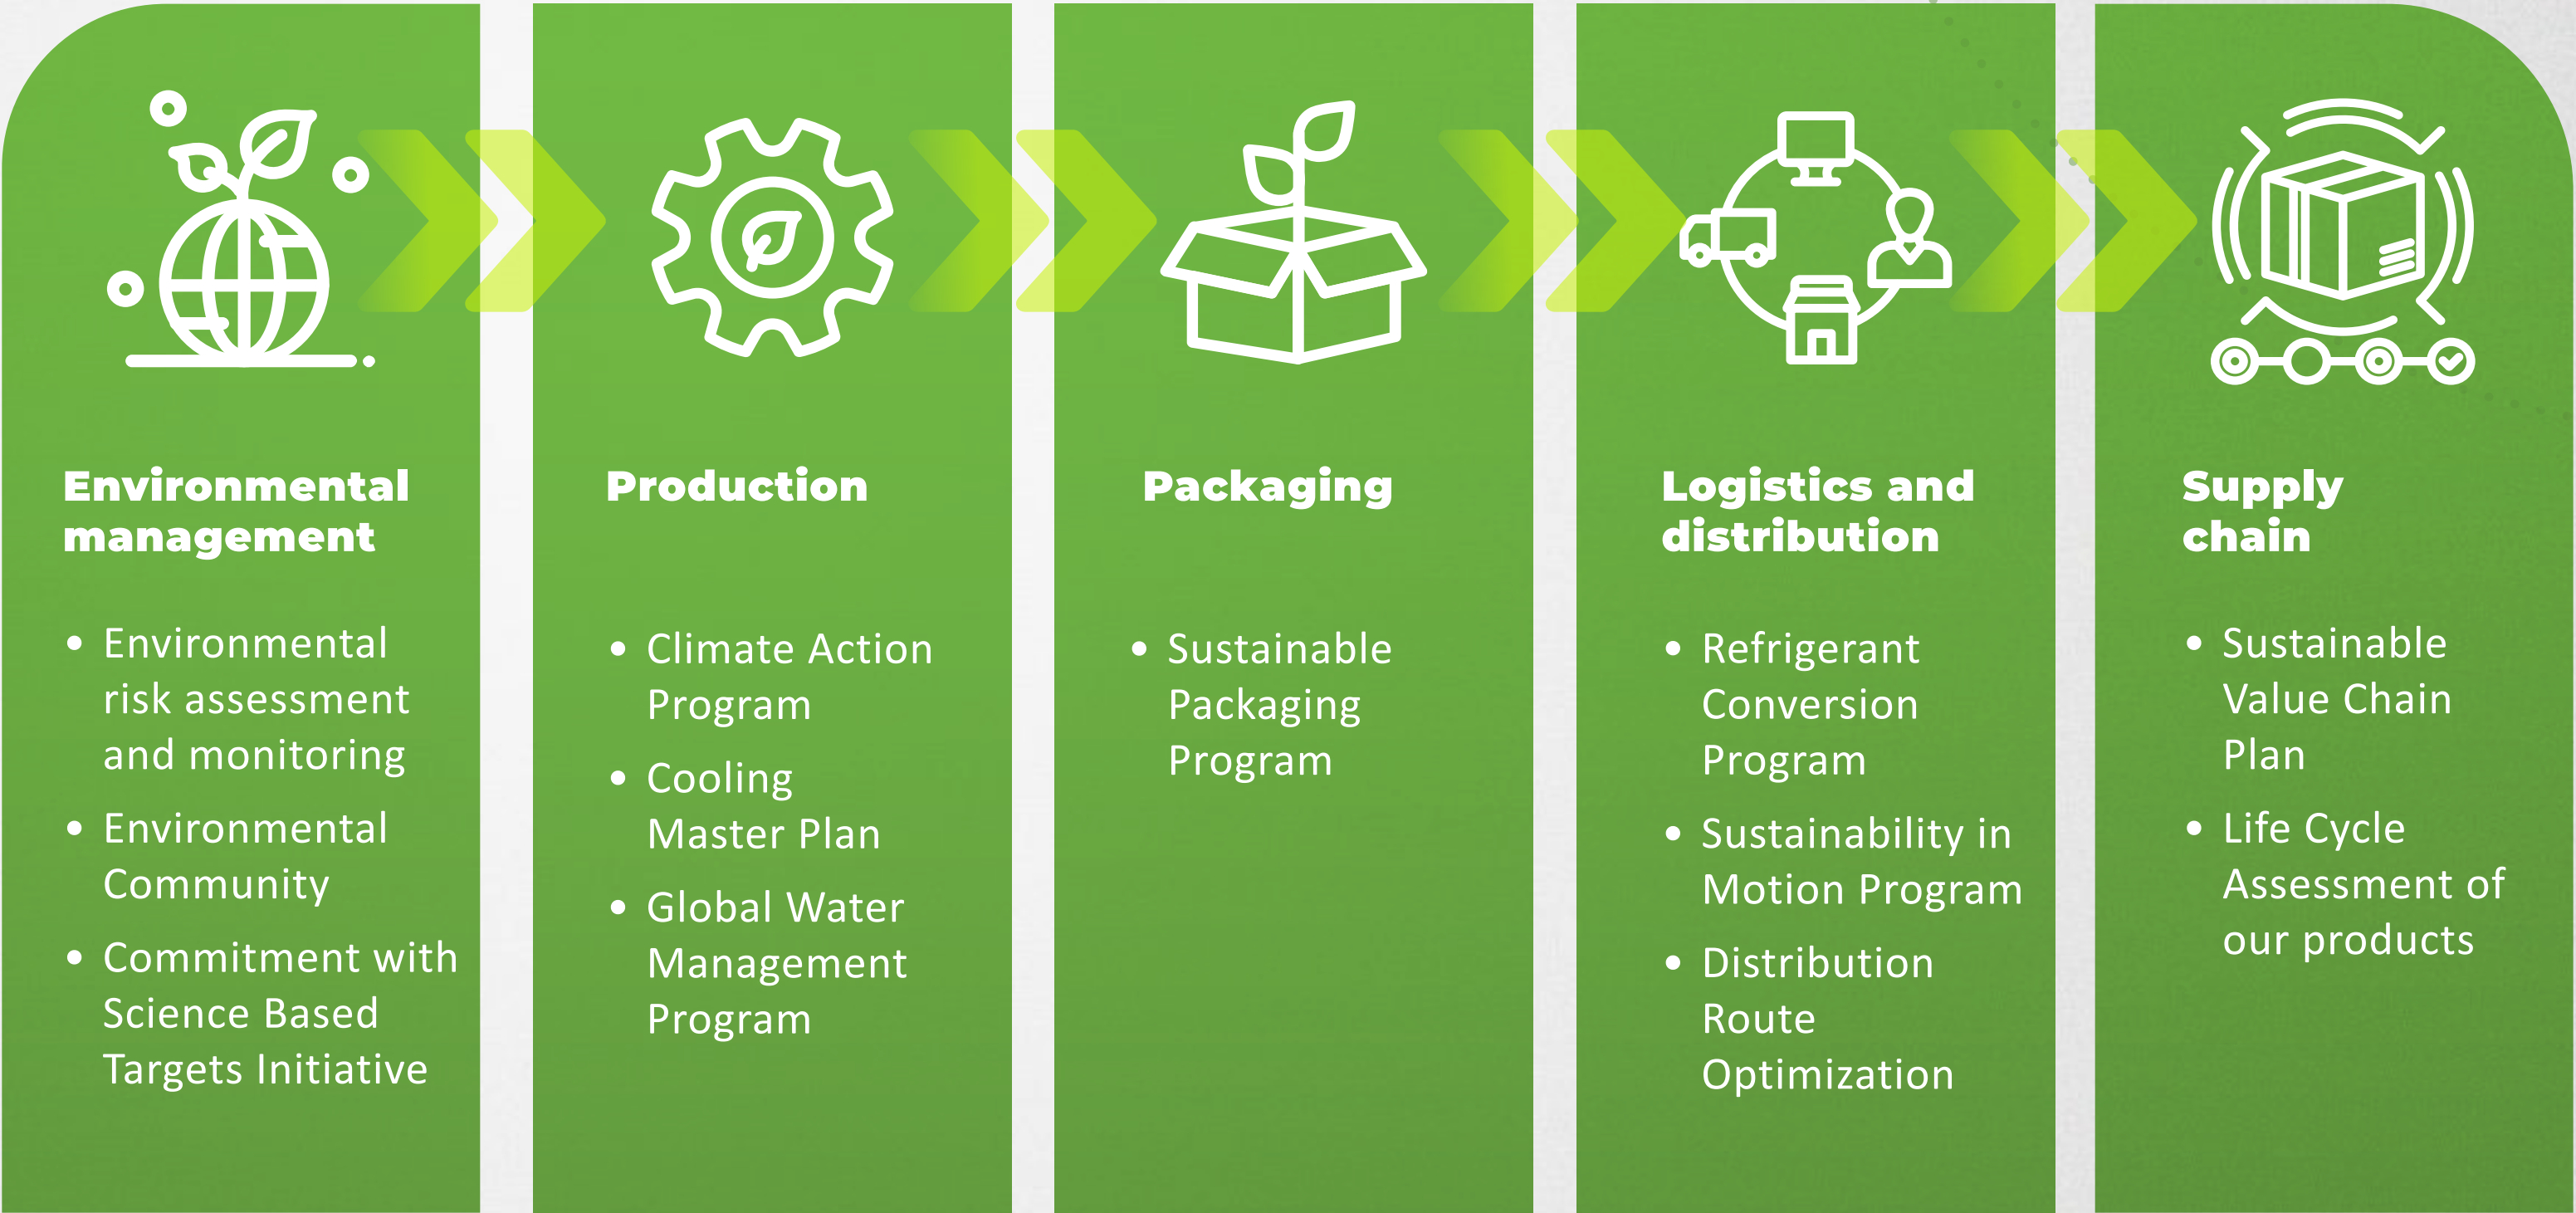 Environmental
management
• Environmental
risk assessment
and monitoring
• Environmental
Community
• Commitment with
Science Based
Targets Initiative
Production
• Climate Action
Program
• Cooling
Master Plan
• Global Water
Management
Program
Packaging
• Sustainable
Packaging
Program
Logistics and
distribution
• Refrigerant
Conversion
Program
• Sustainability in
Motion Program
• Distribution
Route
Optimization
Supply
chain
• Sustainable
Value Chain
Plan
• Life Cycle
Assessment of
our products